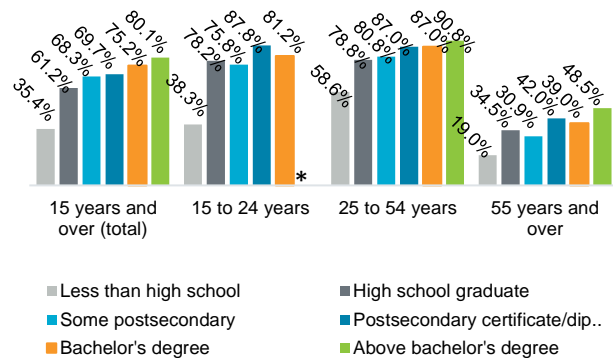 35.4% 61.2% 68.3% 69.7% 75.2% 80.1%
38.3% 78.2% 75.8% 87.8% 81.2% *
58.6% 78.8% 80.8% 87.0% 87.0% 90.8%
19.0% 34.5% 30.9% 42.0% 39.0% 48.5%
15 years and
over (total)
15 to 24 years
25 to 54 years
55 years and
over
Less than high school
High school graduate
Some postsecondary
Postsecondary certificate/dip..
Bachelor's degree
Above bachelor's degree